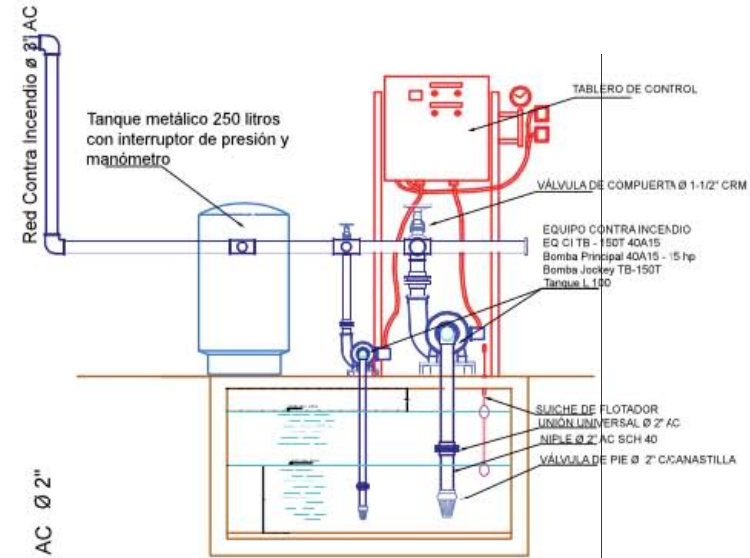 Red Contra Incendio ø 3" AC
Tanque metálico 250 litros
con interruptor de presión y
manómetro
TABLERO DE CONTROL
VÁLVULA DE COMPUERTA Ø 1-1/2" CRM
EQUIPO CONTRA INCENDIO
EQ CI TB - 150T 40A15
Bomba Principal 40A15 - 15 hp
Bomba Jockey TB-150T
Tanque L 100
SUICHE DE FLOTADOR
UNIÓN UNIVERSAL Ø 2" AC
NIPLE Ø 2" AC SCH 40
VÁLVULA DE PIE Ø 2" C/CANASTILLA
AC Ø 2"